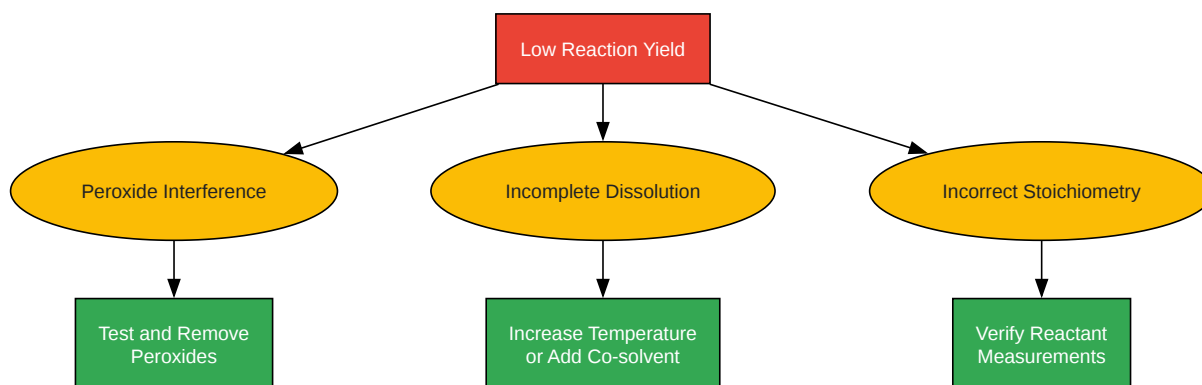 Low Reaction Yield
Peroxide Interference
Incomplete Dissolution
Incorrect Stoichiometry
Test and Remove
Peroxides
Increase Temperature
or Add Co-solvent
Verify Reactant
Measurements